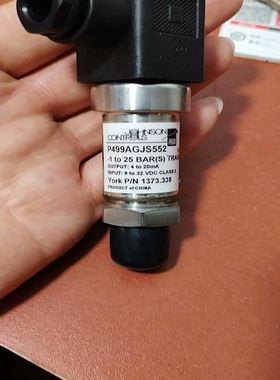 JOHNSON
CONTROLS
P499AGJS552
-1 to 25 BAR(S) TRAN
OUTPUT: 4 to 20mA
INPUT: 9 to 32 VDC CLASS 2
York P/N 1373.338
PRODUCT of CHINA